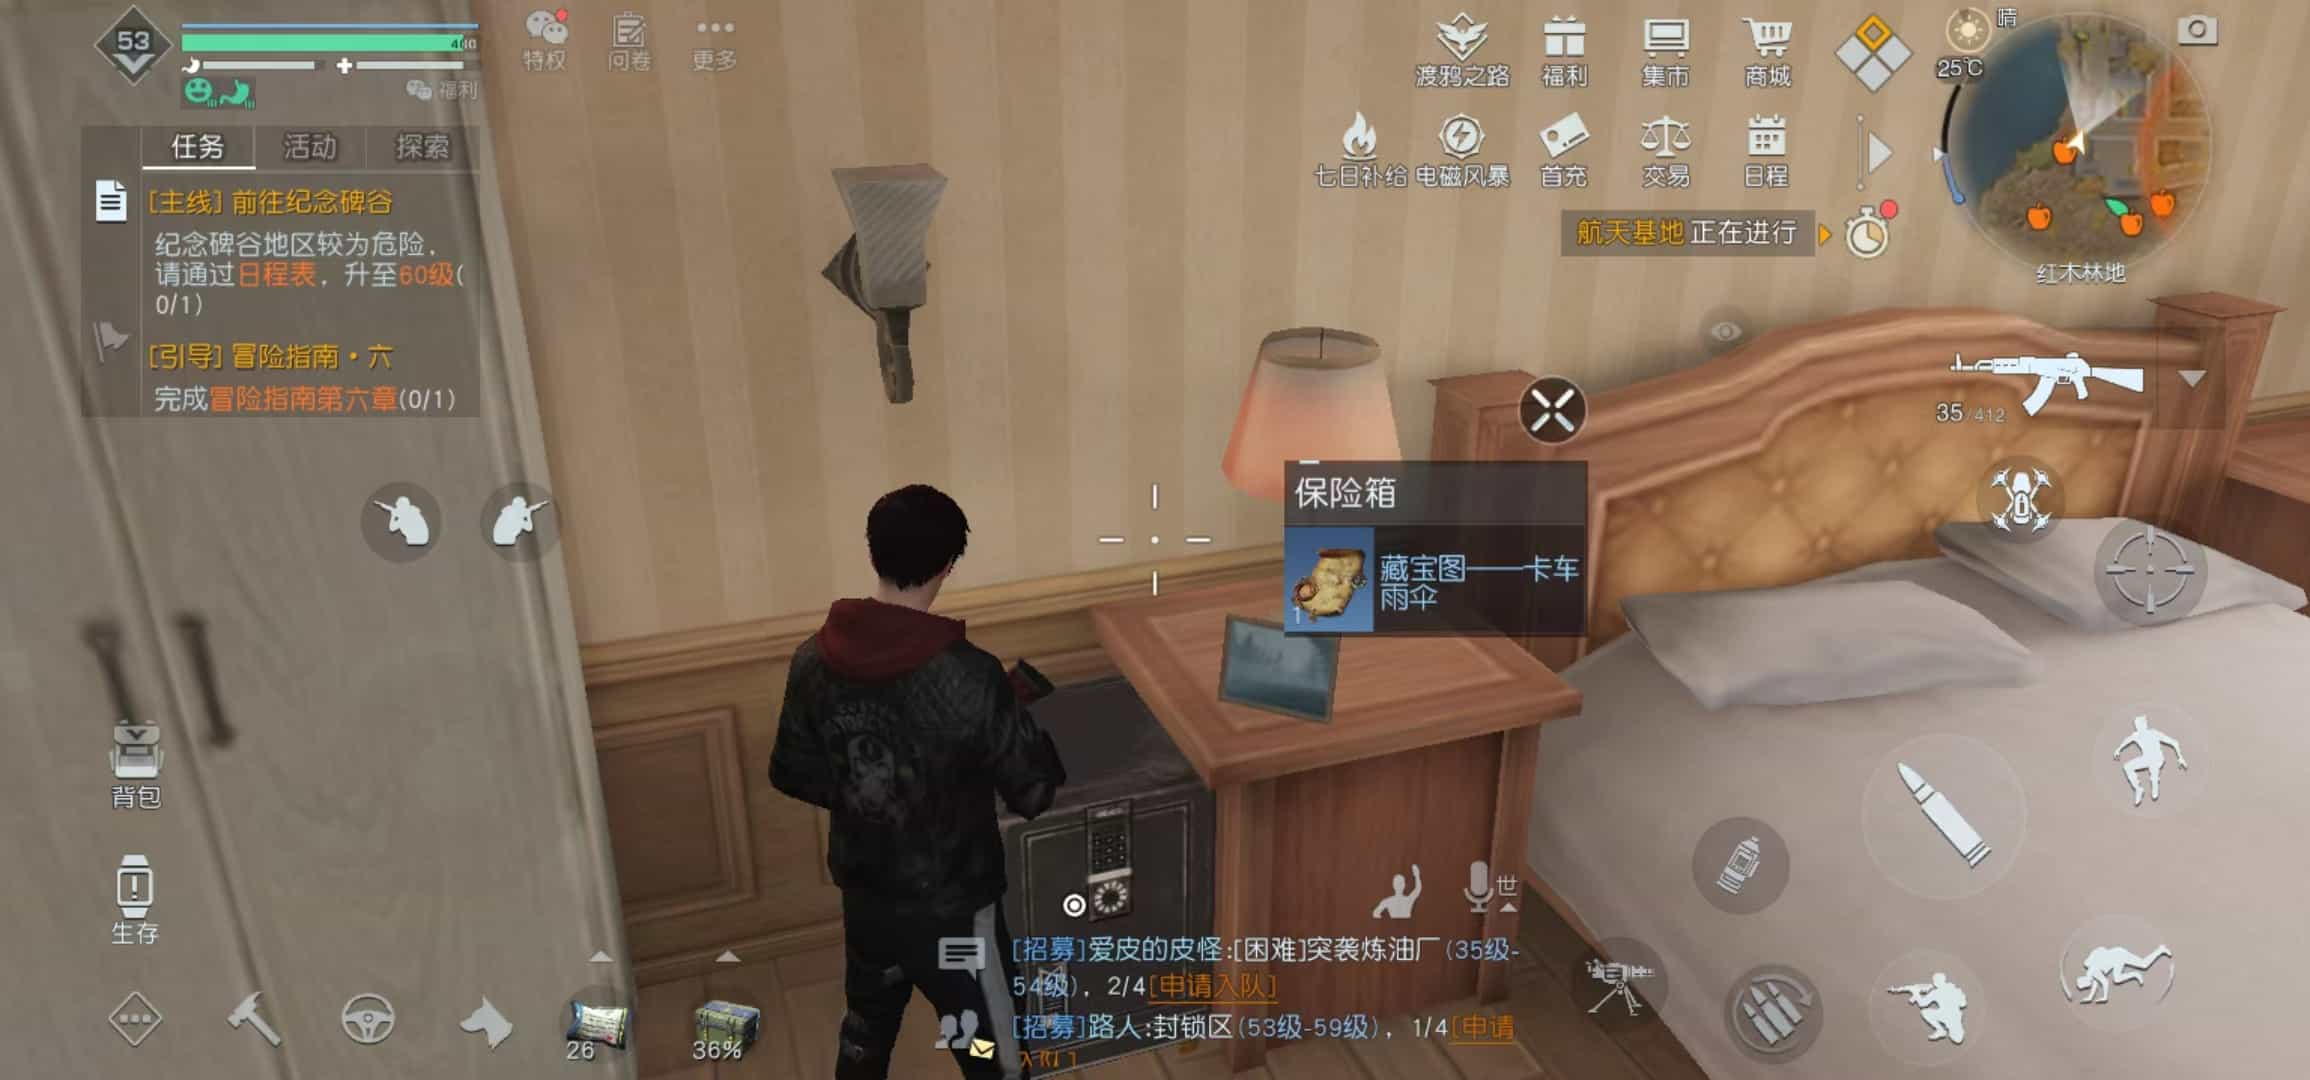 53
400
特权
问卷
更多
福利
任务
活动
探索
[主线] 前往纪念碑谷
纪念碑谷地区较为危险，
请通过日程表，升至60级(
0/1)
[引导] 冒险指南·六
完成冒险指南第六章(0/1)
渡鸦之路
福利
集市
商城
七日补给
电磁风暴
首充
交易
日程
航天基地 正在进行
晴
25℃
红木林地
35/412
保险箱
藏宝图——卡车
雨伞
1
背包
生存
26
36%
世
[招募]爱皮的皮怪:[困难]突袭炼油厂(35级-
54级)，2/4[申请入队]
[招募]路人:封锁区(53级-59级)，1/4[申请
入队]